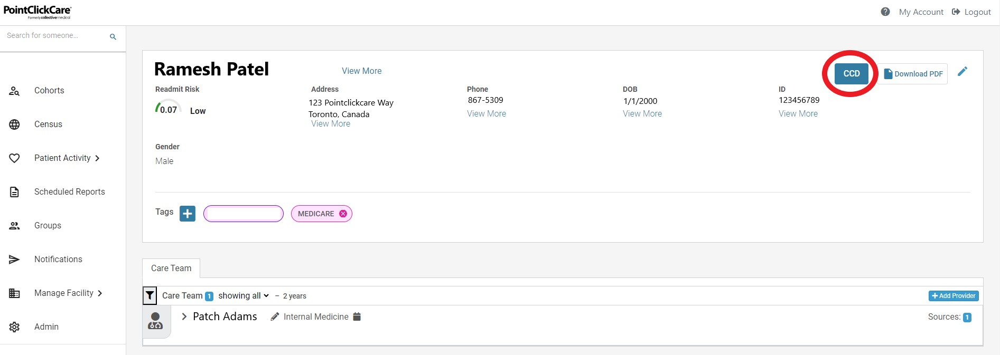 PointClickCare
Formerly collectivemedical
My Account Logout
Search for someone...
Cohorts
Census
Patient Activity
Scheduled Reports
Groups
Notifications
Manage Facility
Admin
Ramesh Patel View More
CCD Download PDF
Readmit Risk
0.07 Low
Address
123 Pointclickcare Way
Toronto, Canada
View More
Phone
867-5309
View More
DOB
1/1/2000
View More
ID
123456789
View More
Gender
Male
Tags + MEDICARE
Care Team
Care Team 1 showing all – 2 years + Add Provider
Patch Adams Internal Medicine Sources: 1